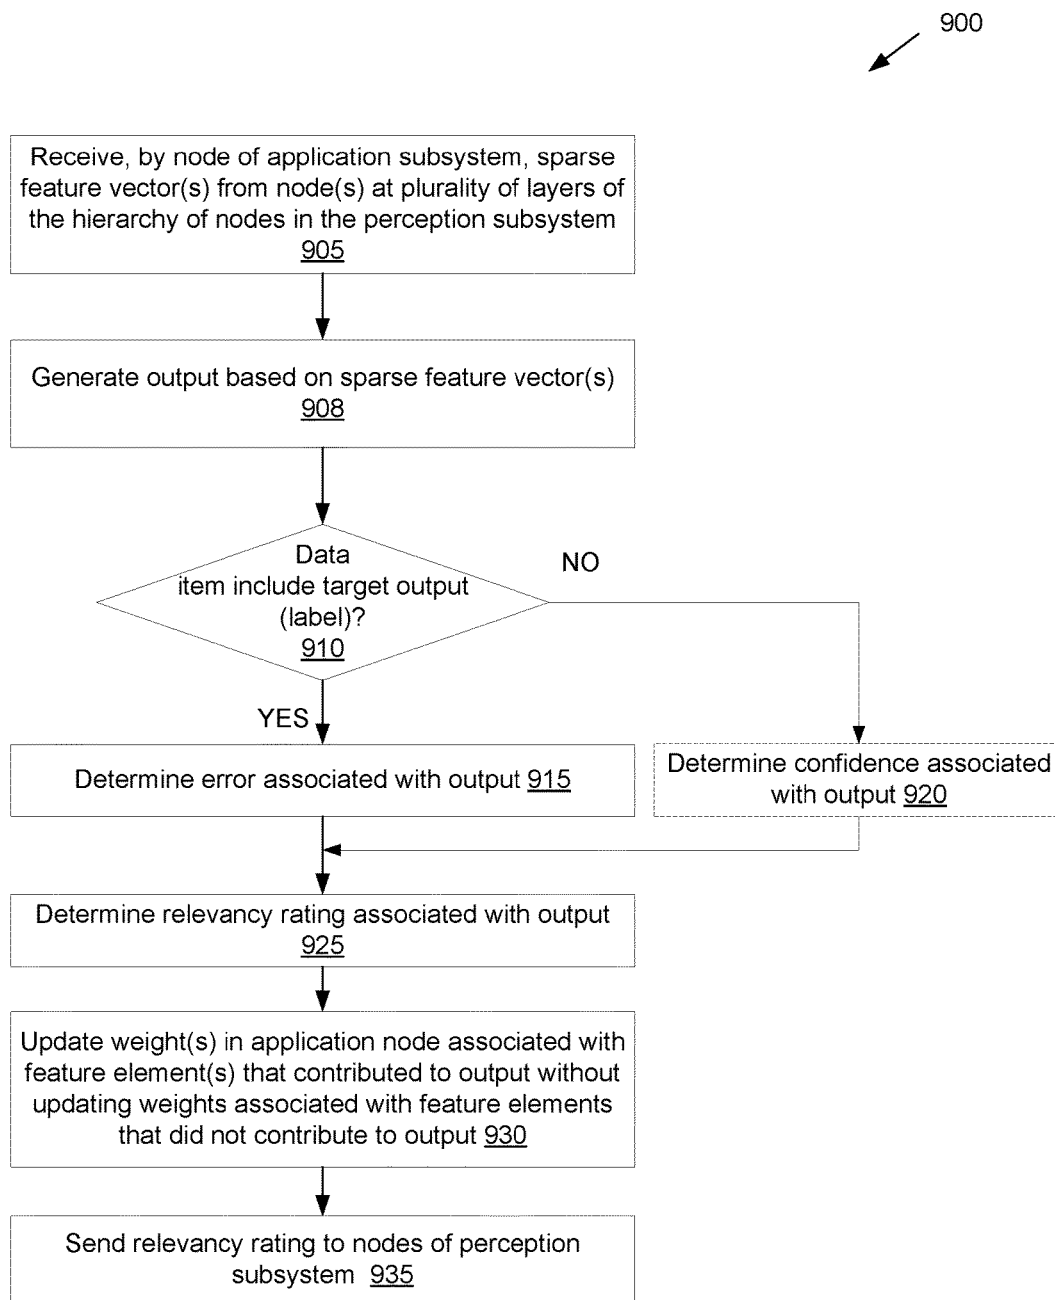 900
Receive, by node of application subsystem, sparse
feature vector(s) from node(s) at plurality of layers of
the hierarchy of nodes in the perception subsystem
905
Generate output based on sparse feature vector(s)
908
Data
item include target output
(label)?
910
NO
YES
Determine error associated with output 915
Determine confidence associated
with output 920
Determine relevancy rating associated with output
925
Update weight(s) in application node associated with
feature element(s) that contributed to output without
updating weights associated with feature elements
that did not contribute to output 930
Send relevancy rating to nodes of perception
subsystem 935